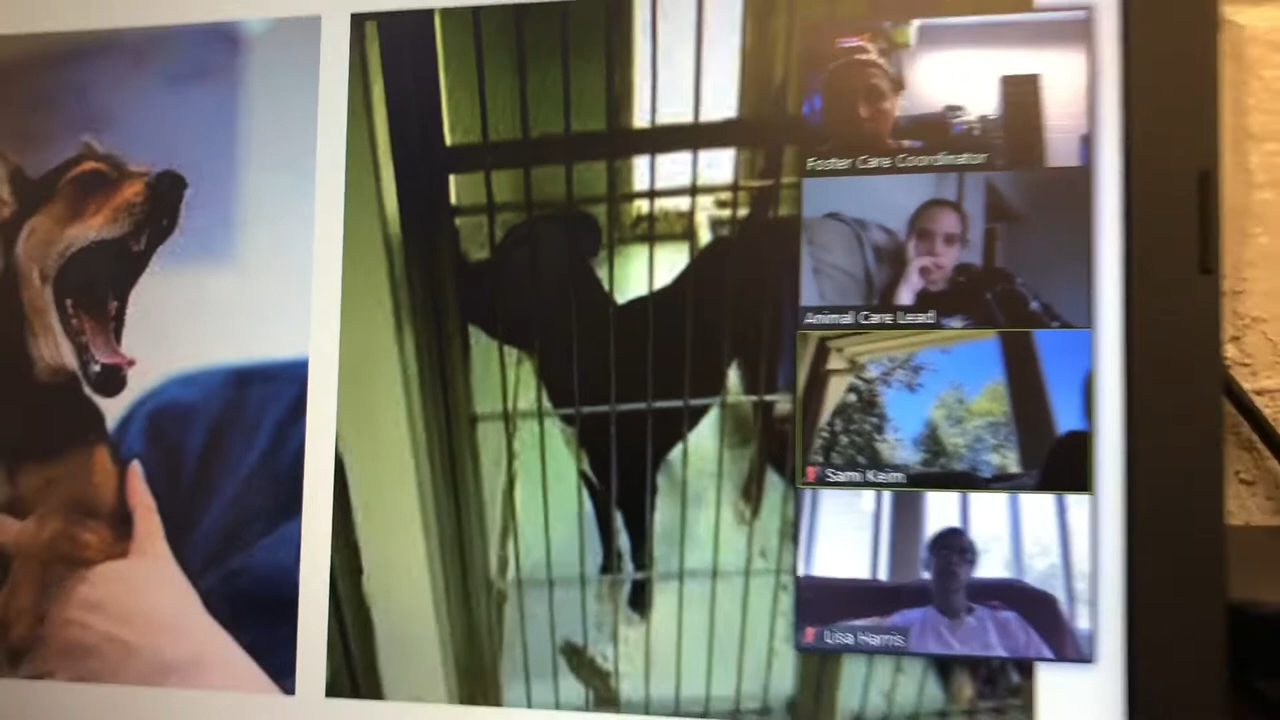 Foster Care Coordinator
Animal Care Lead
Sami Keim
Lisa Harris